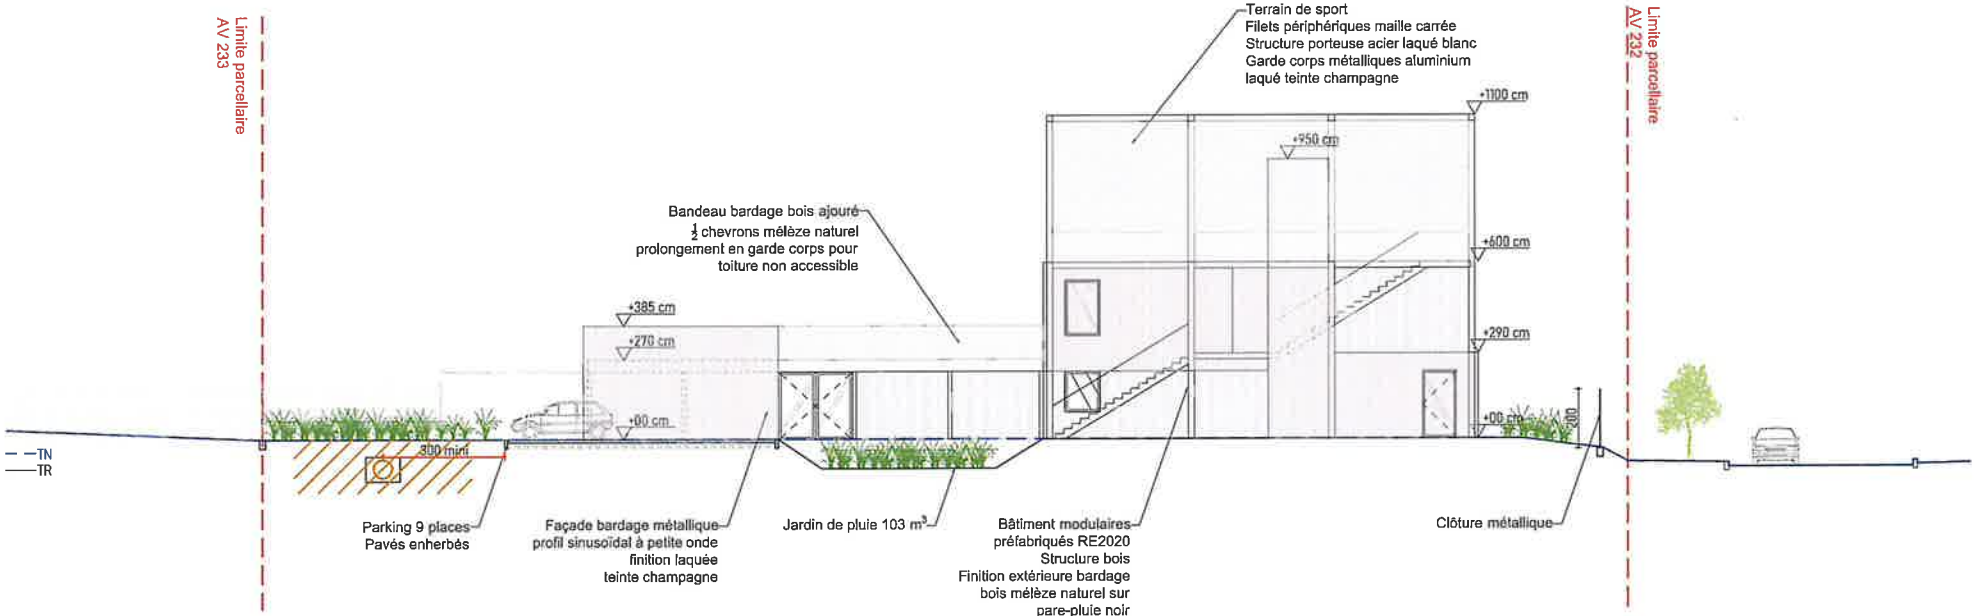 Limite parcellaire
AV 233
Terrain de sport
Filets périphériques maille carrée
Structure porteuse acier laqué blanc
Garde corps métalliques aluminium
laqué teinte champagne
Limite parcellaire
AV 232
+1100 cm
+950 cm
Bandeau bardage bois ajouré
½ chevrons mélèze naturel
prolongement en garde corps pour
toiture non accessible
+600 cm
+385 cm
+270 cm
+290 cm
+00 cm
+00 cm
200
TN
TR
300 mini
Parking 9 places
Pavés enherbés
Façade bardage métallique
profil sinusoïdal à petite onde
finition laquée
teinte champagne
Jardin de pluie 103 m³
Bâtiment modulaires
préfabriqués RE2020
Structure bois
Finition extérieure bardage
bois mélèze naturel sur
pare-pluie noir
Clôture métallique